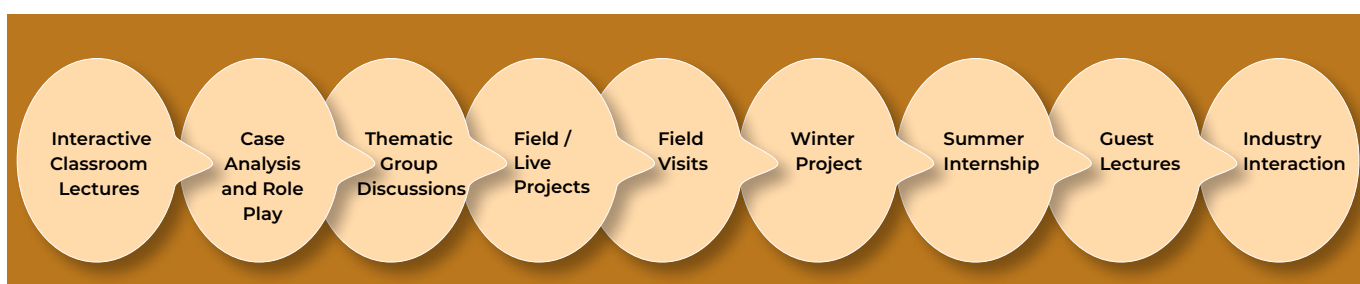 Interactive
Classroom
Lectures
Case
Analysis
and Role
Play
Thematic
Group
Discussions
Field /
Live
Projects
Field
Visits
Winter
Project
Summer
Internship
Guest
Lectures
Industry
Interaction